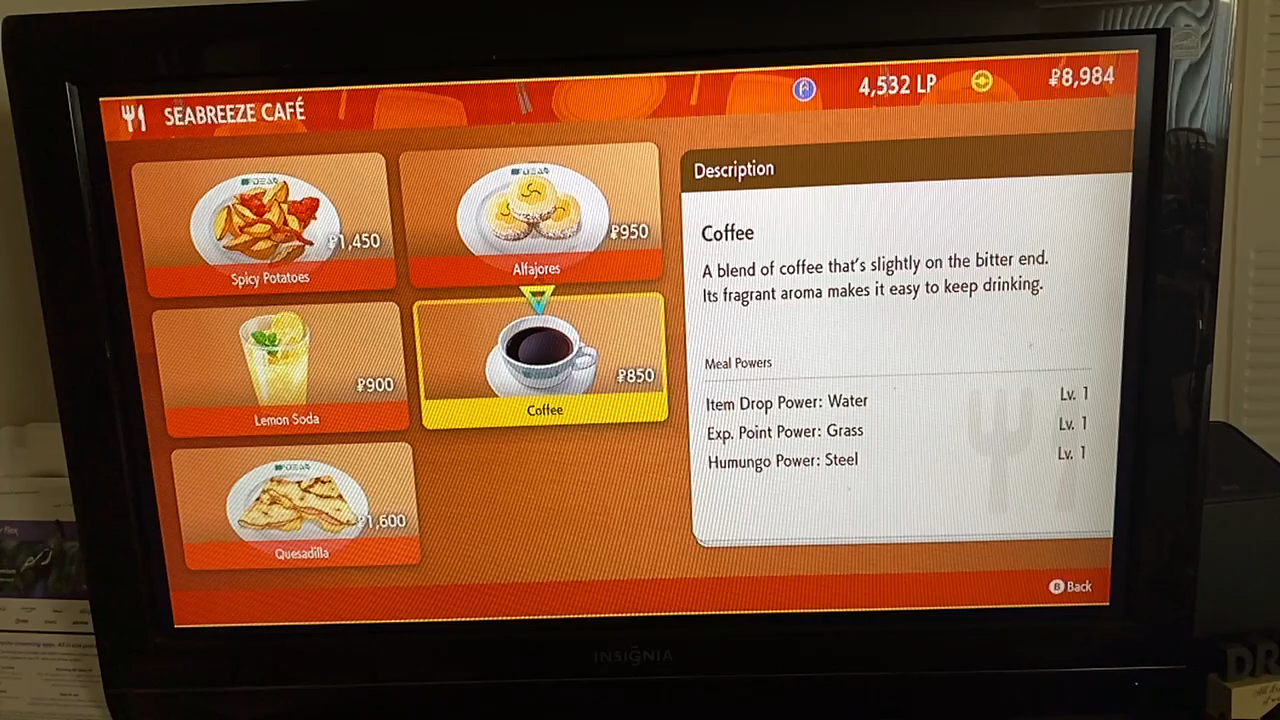 SEABREEZE CAFÉ
4,532 LP
₽8,984
₽1,450
Spicy Potatoes
₽950
Alfajores
₽900
Lemon Soda
₽850
Coffee
₽1,600
Quesadilla
Description
Coffee
A blend of coffee that's slightly on the bitter end.
Its fragrant aroma makes it easy to keep drinking.
Meal Powers
Item Drop Power: Water Lv. 1
Exp. Point Power: Grass Lv. 1
Humungo Power: Steel Lv. 1
B Back
INSIGNIA
DR